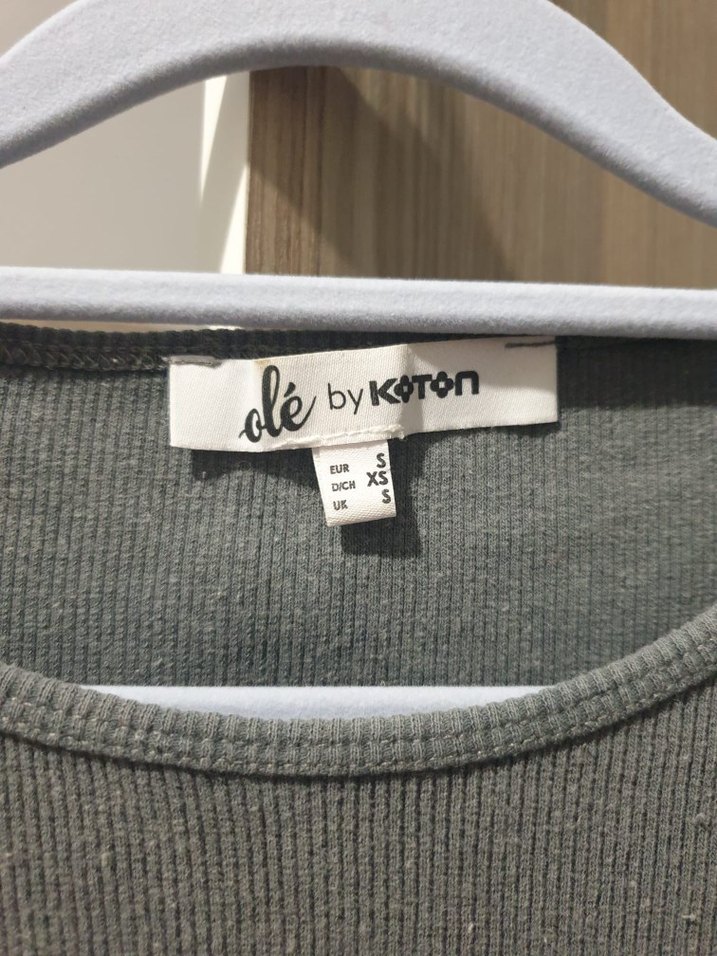 olé by KOTON
EUR S
D/CH XS
UK S